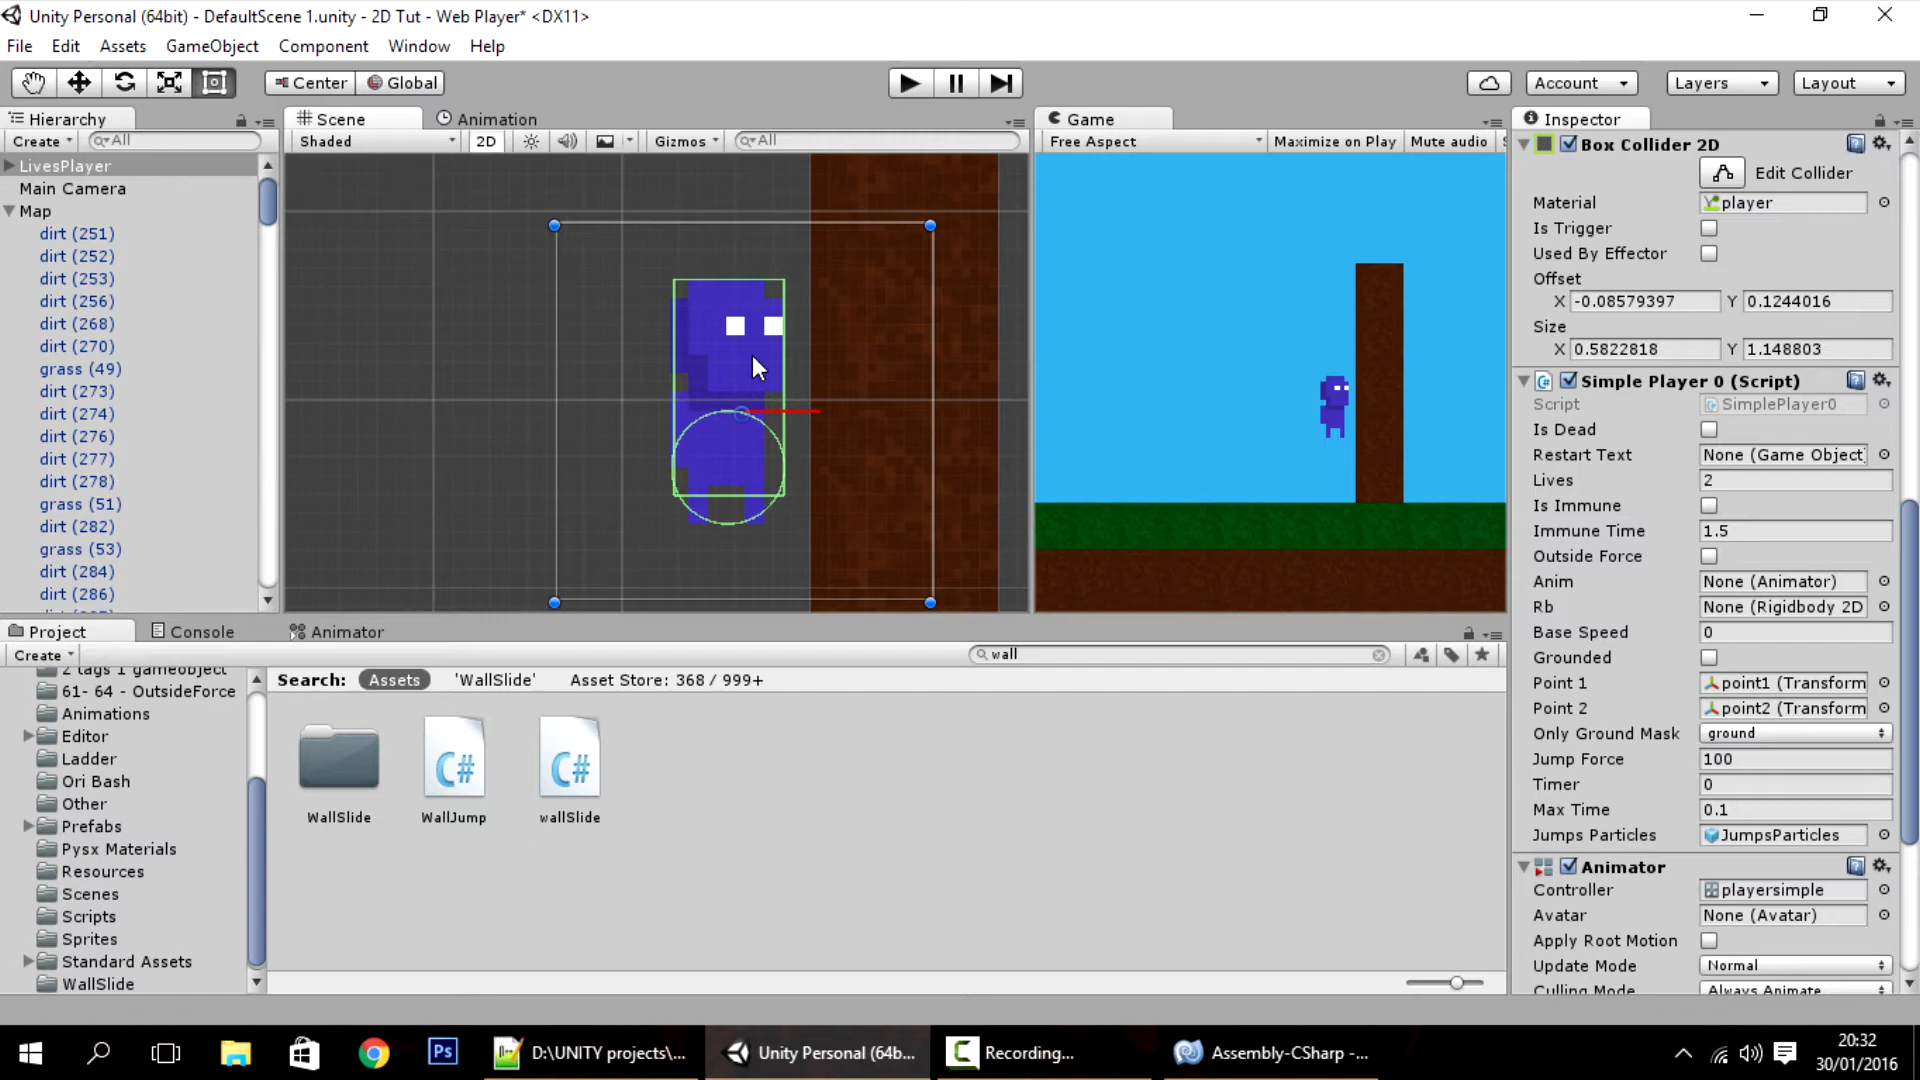 Unity Personal (64bit) - DefaultScene 1.unity - 2D Tut - Web Player* <DX11>
File Edit Assets GameObject Component Window Help
Center Global Account Layers Layout
Hierarchy
Create All
LivesPlayer
Main Camera
Map
dirt (251)
dirt (252)
dirt (253)
dirt (256)
dirt (268)
dirt (270)
grass (49)
dirt (273)
dirt (274)
dirt (276)
dirt (277)
dirt (278)
grass (51)
dirt (282)
grass (53)
dirt (284)
dirt (286)
Scene Animation
Shaded 2D Gizmos All
Game
Free Aspect Maximize on Play Mute audio
Inspector
Box Collider 2D
Edit Collider
Material player
Is Trigger
Used By Effector
Offset
X -0.08579397 Y 0.1244016
Size
X 0.5822818 Y 1.148803
Simple Player 0 (Script)
Script SimplePlayer0
Is Dead
Restart Text None (Game Object)
Lives 2
Is Immune
Immune Time 1.5
Outside Force
Anim None (Animator)
Rb None (Rigidbody 2D
Base Speed 0
Grounded
Point 1 point1 (Transform
Point 2 point2 (Transform
Only Ground Mask ground
Jump Force 100
Timer 0
Max Time 0.1
Jumps Particles JumpsParticles
Animator
Controller playersimple
Avatar None (Avatar)
Apply Root Motion
Update Mode Normal
Culling Mode Always Animate
Project Console Animator
Create wall
2 tags 1 gameobject
61- 64 - OutsideForce
Animations
Editor
Ladder
Ori Bash
Other
Prefabs
Pysx Materials
Resources
Scenes
Scripts
Sprites
Standard Assets
WallSlide
Search: Assets 'WallSlide' Asset Store: 368 / 999+
C# C#
WallSlide WallJump wallSlide
Ps D:\UNITY projects\... Unity Personal (64b... Recording... Assembly-CSharp -...
20:32
30/01/2016